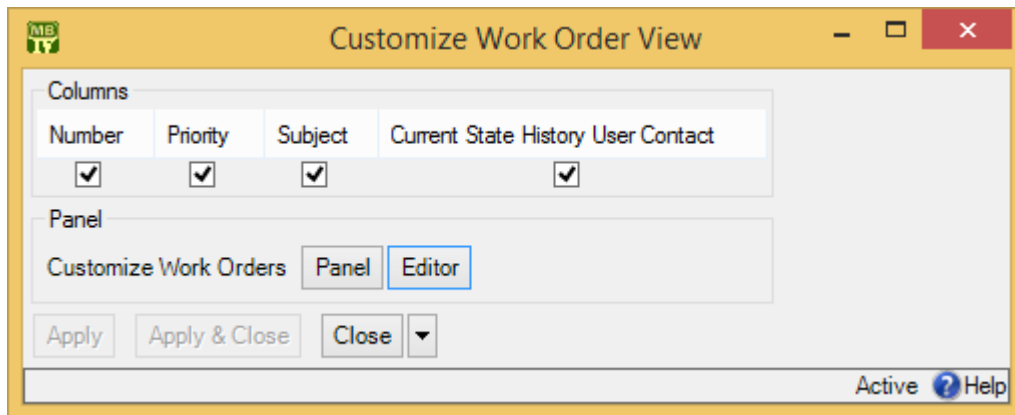 MB
IV
Customize Work Order View
Columns
Number Priority Subject Current State History User Contact
Panel
Customize Work Orders Panel Editor
Apply Apply & Close Close
Active Help